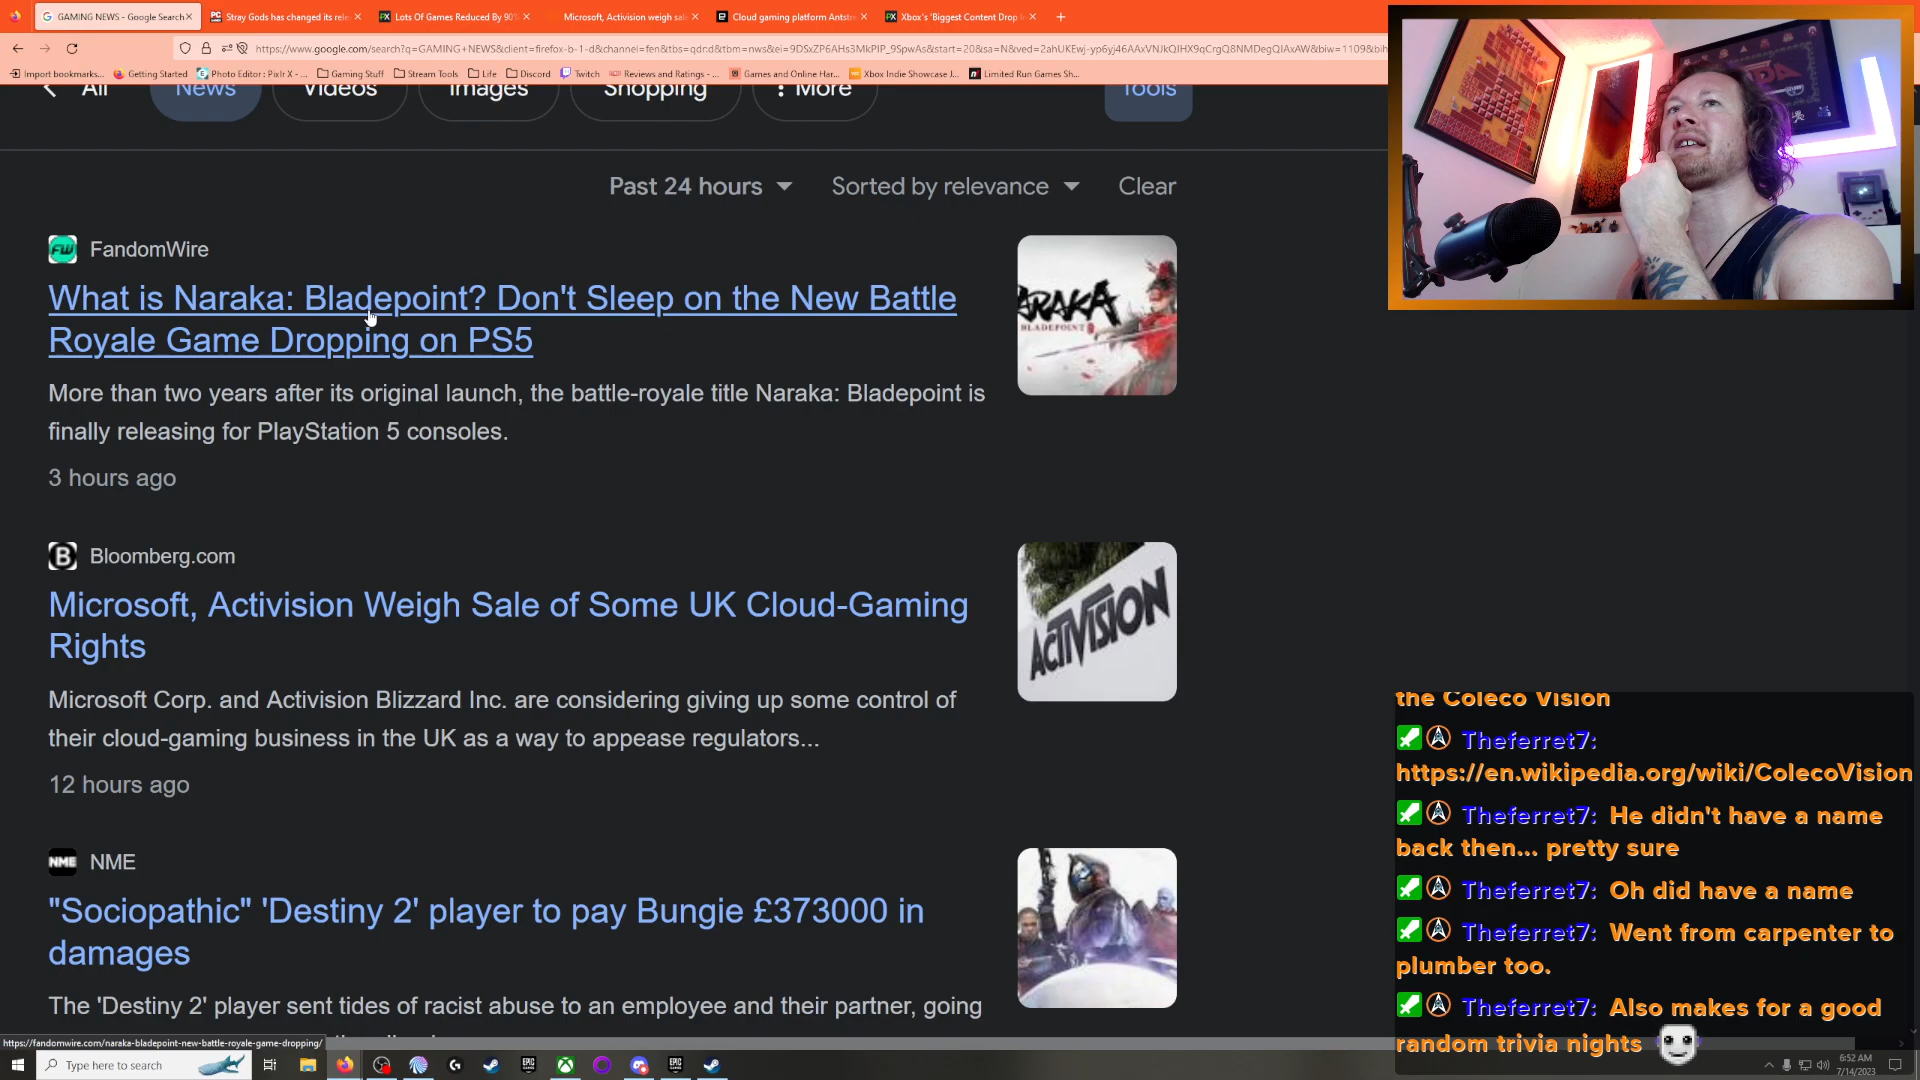 GAMING NEWS - Google Search
Stray Gods has changed its rele
Lots Of Games Reduced By 90%
Microsoft, Activision weigh sale
Cloud gaming platform Antstre
Xbox's 'Biggest Content Drop
Import bookmarks...
Getting Started
Photo Editor : Pixlr X - ...
Gaming Stuff
Stream Tools
Life
Discord
Twitch
Reviews and Ratings - ...
Games and Online Har...
Xbox Indie Showcase J...
Limited Run Games Sh...
All
News
Videos
Images
Shopping
More
Tools
Past 24 hours
Sorted by relevance
Clear
FandomWire
What is Naraka: Bladepoint? Don't Sleep on the New Battle
Royale Game Dropping on PS5
More than two years after its original launch, the battle-royale title Naraka: Bladepoint is
finally releasing for PlayStation 5 consoles.
3 hours ago
ARAKA
BLADEPOINT
Bloomberg.com
Microsoft, Activision Weigh Sale of Some UK Cloud-Gaming
Rights
Microsoft Corp. and Activision Blizzard Inc. are considering giving up some control of
their cloud-gaming business in the UK as a way to appease regulators...
12 hours ago
ACTIVISION
NME
NME
"Sociopathic" 'Destiny 2' player to pay Bungie £373000 in
damages
The 'Destiny 2' player sent tides of racist abuse to an employee and their partner, going
https://fandomwire.com/naraka-bladepoint-new-battle-royale-game-dropping/
the Coleco Vision
Theferret7:
https://en.wikipedia.org/wiki/ColecoVision
Theferret7: He didn't have a name
back then... pretty sure
Theferret7: Oh did have a name
Theferret7: Went from carpenter to
plumber too.
Theferret7: Also makes for a good
random trivia nights
Type here to search
6:52 AM
7/14/2023